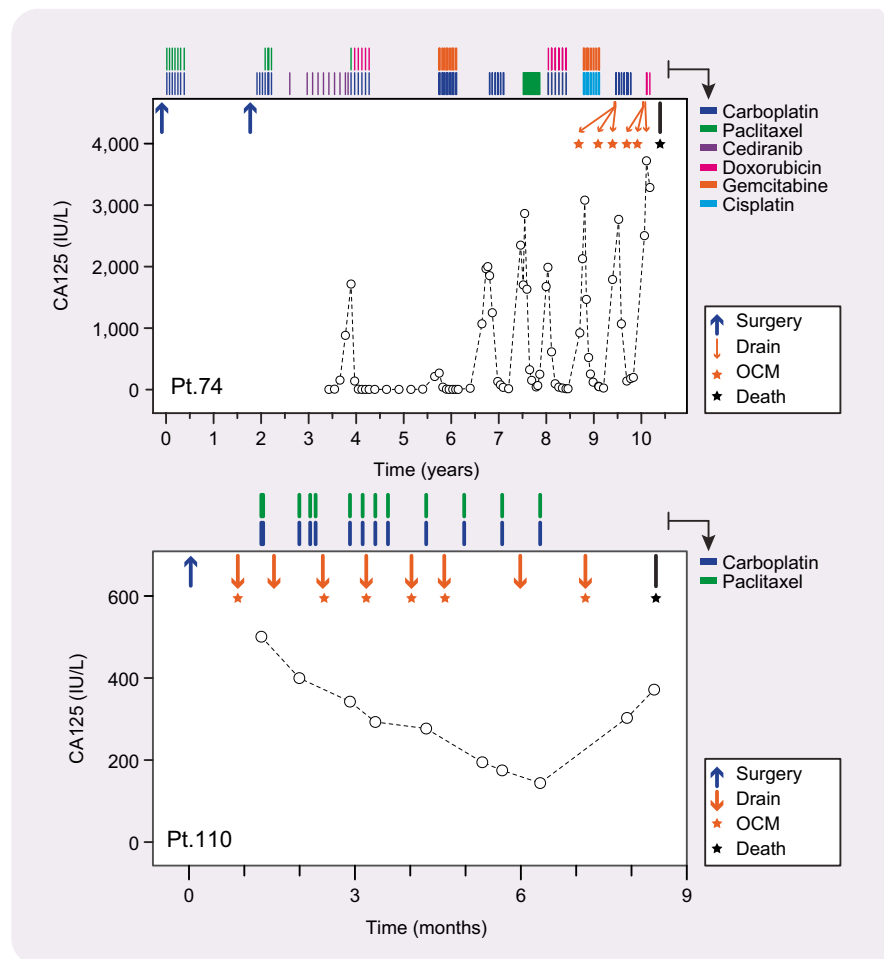 Carboplatin
Paclitaxel
Cediranib
Doxorubicin
Gemcitabine
Cisplatin
4,000
3,000
2,000
1,000
0
CA125 (IU/L)
Pt.74
Surgery
Drain
OCM
Death
0 1 2 3 4 5 6 7 8 9 10
Time (years)
Carboplatin
Paclitaxel
600
400
200
0
CA125 (IU/L)
Pt.110
Surgery
Drain
OCM
Death
0 3 6 9
Time (months)